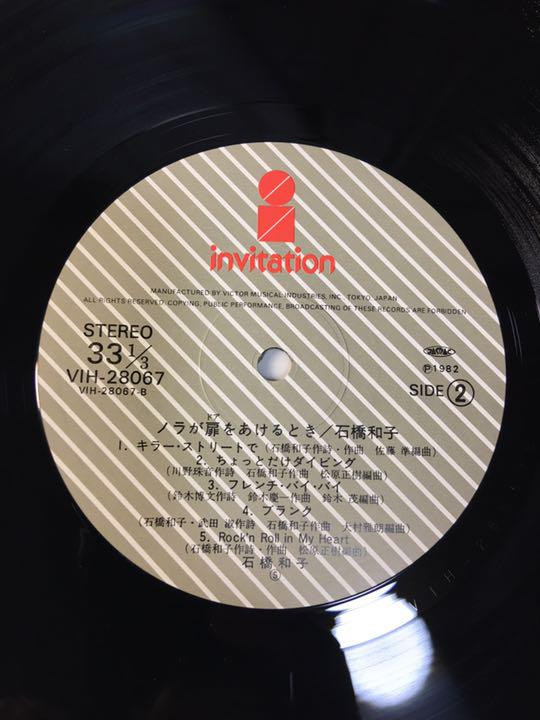 invitation
MANUFACTURED BY VICTOR MUSICAL INDUSTRIES, INC., TOKYO, JAPAN
ALL RIGHTS RESERVED. COPYING, PUBLIC PERFORMANCE, BROADCASTING OF THESE RECORDS ARE FORBIDDEN
STEREO
33 1/3
VIH-28067
VIH-28067-B
JASRAC
Ⓟ1982
SIDE ②
ドア
ノラが扉をあけるとき／石橋和子
1. キラー・ストリートで (石橋和子作詩・作曲 佐藤 準編曲)
2. ちょっとだけダイビング
(川野珠音作詩 石橋和子作曲 松原正樹編曲)
3. フレンチ・バイ・バイ
(鈴木博文作詩 鈴木慶一作曲 鈴木 茂編曲)
4. ブランク
(石橋和子・武田 淑作詩 石橋和子作曲 大村雅朗編曲)
5. Rock'n Roll in My Heart
(石橋和子作詩・作曲 松原正樹編曲)
石橋和子
⑤
VIH